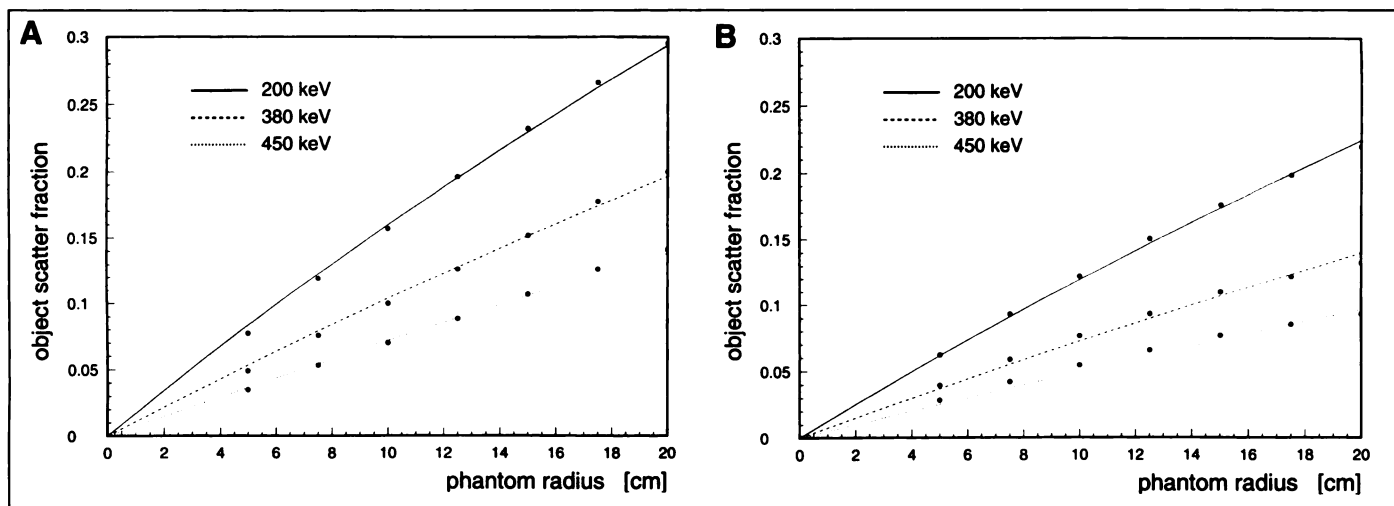 A
0.3
0.25
0.2
0.15
0.1
0.05
0
object scatter fraction
200 keV
380 keV
450 keV
0 2 4 6 8 10 12 14 16 18 20
phantom radius [cm]
B
0.3
0.25
0.2
0.15
0.1
0.05
0
object scatter fraction
200 keV
380 keV
450 keV
0 2 4 6 8 10 12 14 16 18 20
phantom radius [cm]